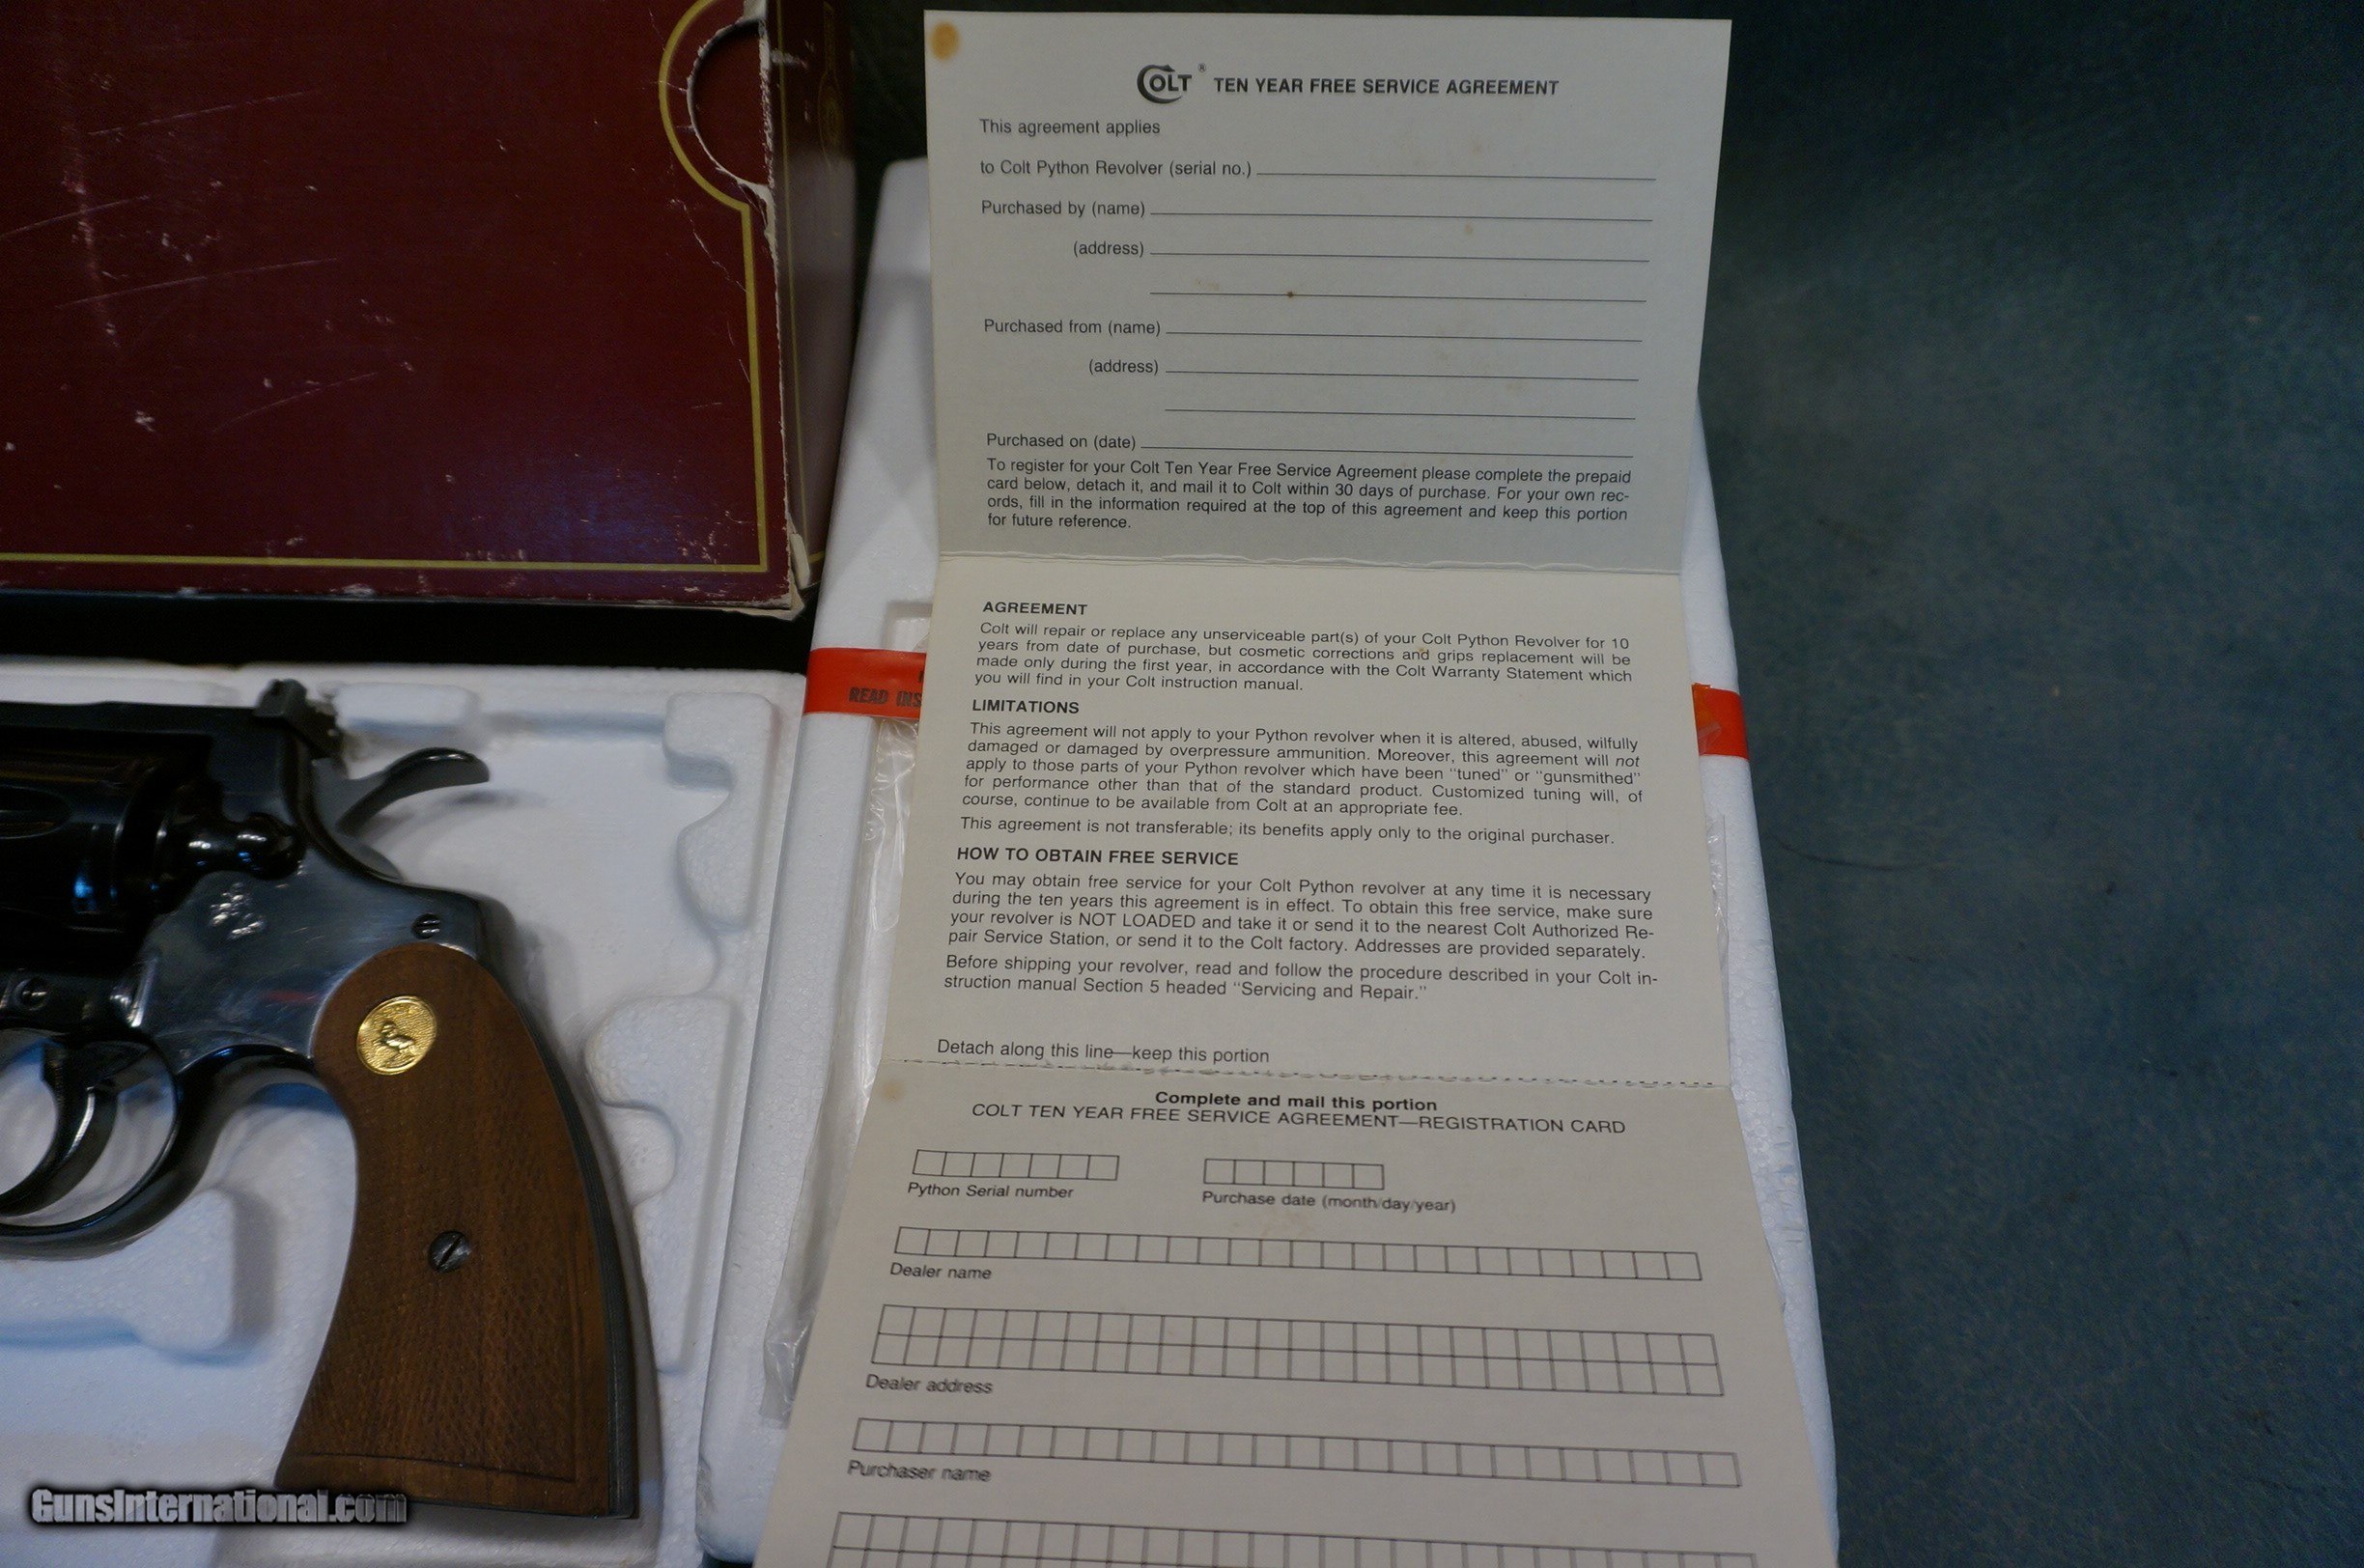 COLT® TEN YEAR FREE SERVICE AGREEMENT
This agreement applies
to Colt Python Revolver (serial no.)
Purchased by (name)
(address)
Purchased from (name)
(address)
Purchased on (date)
To register for your Colt Ten Year Free Service Agreement please complete the prepaid
card below, detach it, and mail it to Colt within 30 days of purchase. For your own rec-
ords, fill in the information required at the top of this agreement and keep this portion
for future reference.
AGREEMENT
Colt will repair or replace any unserviceable part(s) of your Colt Python Revolver for 10
years from date of purchase, but cosmetic corrections and grips replacement will be
made only during the first year, in accordance with the Colt Warranty Statement which
you will find in your Colt instruction manual.
LIMITATIONS
This agreement will not apply to your Python revolver when it is altered, abused, wilfully
damaged or damaged by overpressure ammunition. Moreover, this agreement will not
apply to those parts of your Python revolver which have been "tuned" or "gunsmithed"
for performance other than that of the standard product. Customized tuning will, of
course, continue to be available from Colt at an appropriate fee.
This agreement is not transferable; its benefits apply only to the original purchaser.
HOW TO OBTAIN FREE SERVICE
You may obtain free service for your Colt Python revolver at any time it is necessary
during the ten years this agreement is in effect. To obtain this free service, make sure
your revolver is NOT LOADED and take it or send it to the nearest Colt Authorized Re-
pair Service Station, or send it to the Colt factory. Addresses are provided separately.
Before shipping your revolver, read and follow the procedure described in your Colt in-
struction manual Section 5 headed "Servicing and Repair."
Detach along this line—keep this portion
Complete and mail this portion
COLT TEN YEAR FREE SERVICE AGREEMENT—REGISTRATION CARD
Python Serial number
Purchase date (month/day/year)
Dealer name
Dealer address
Purchaser name
READ INS
GunsInternational.com